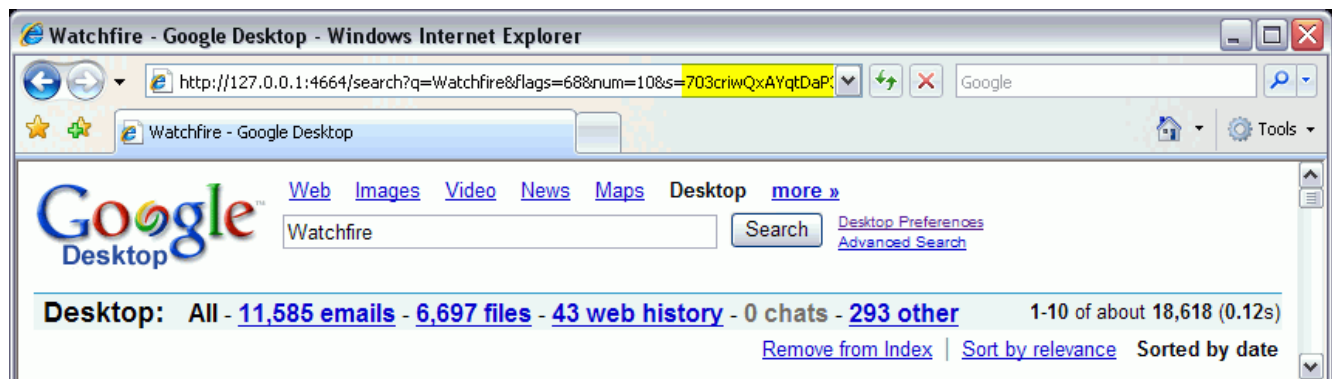 Watchfire - Google Desktop - Windows Internet Explorer
http://127.0.0.1:4664/search?q=Watchfire&flags=68&num=10&s=703criwQxAYqtDaP Google
Watchfire - Google Desktop Tools
Web Images Video News Maps Desktop more »
Google™ Desktop
Watchfire Search Desktop Preferences
Advanced Search
Desktop: All - 11,585 emails - 6,697 files - 43 web history - 0 chats - 293 other 1-10 of about 18,618 (0.12s)
Remove from Index | Sort by relevance Sorted by date